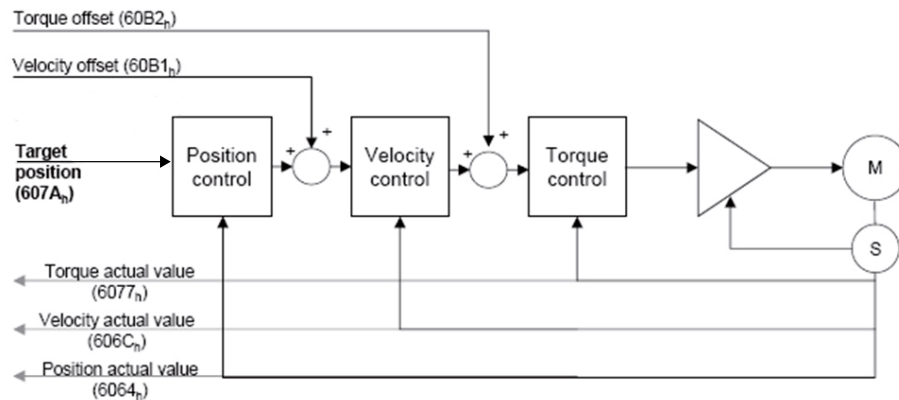 Torque offset (60B2h)
Velocity offset (60B1h)
+
+
+
+
Target
position
(607Ah)
Position
control
Velocity
control
Torque
control
M
S
Torque actual value
(6077h)
Velocity actual value
(606Ch)
Position actual value
(6064h)